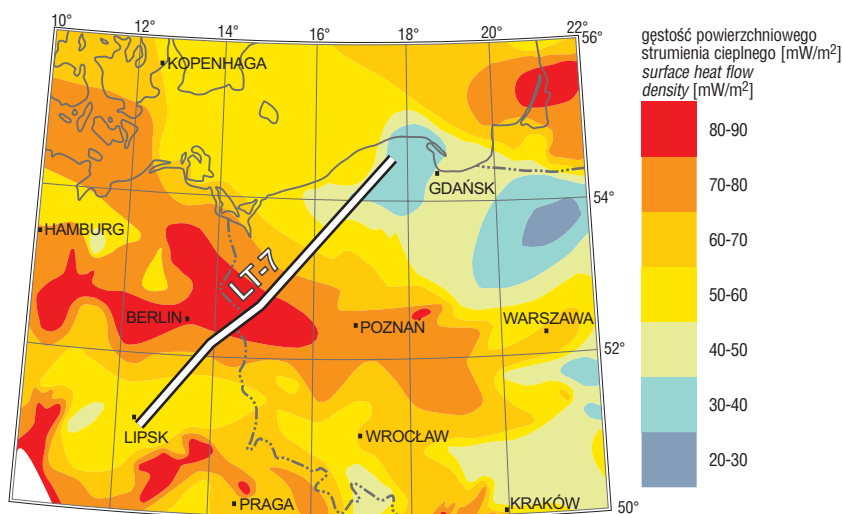 10° 12° 14° 16° 18° 20° 22°
56°
KOPENHAGA
GDAŃSK
54°
HAMBURG
LT-7
BERLIN
POZNAŃ
WARSZAWA
52°
LIPSK
WROCŁAW
PRAGA
KRAKÓW
50°
gęstość powierzchniowego
strumienia cieplnego [mW/m²]
surface heat flow
density [mW/m²]
80-90
70-80
60-70
50-60
40-50
30-40
20-30